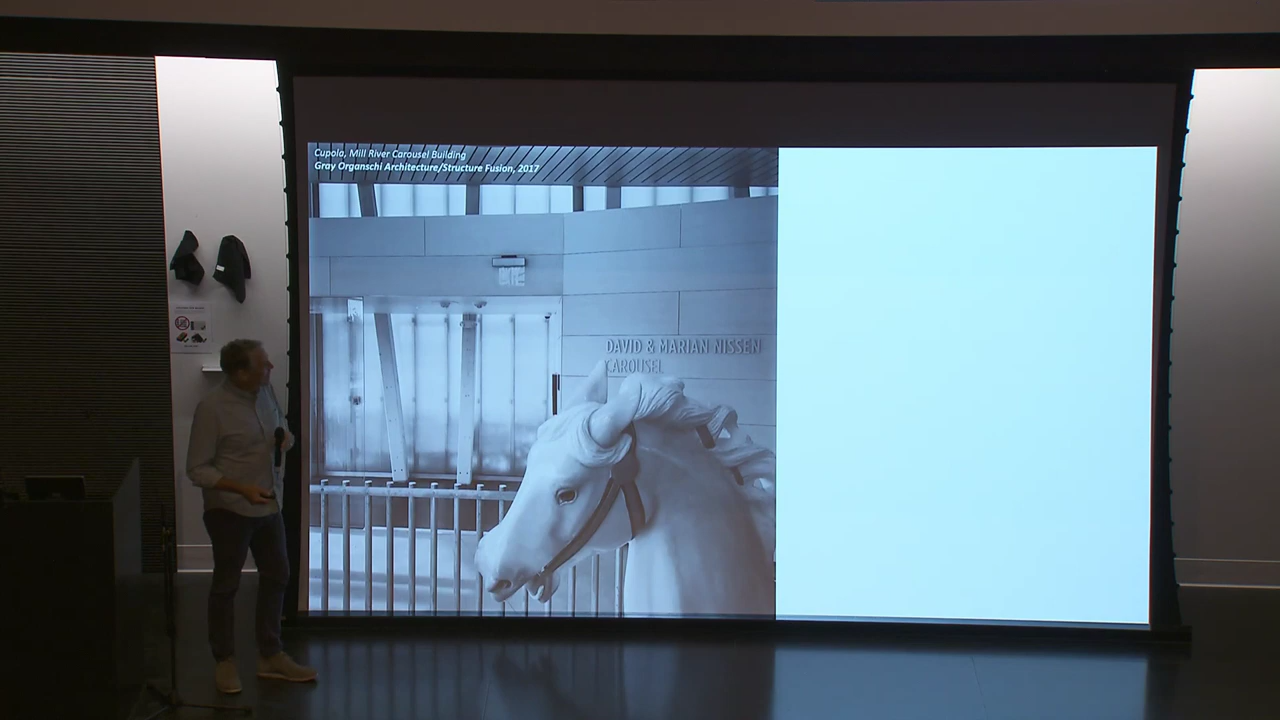 Cupola, Mill River Carousel Building
Gray Organschi Architecture/Structure Fusion, 2017
DAVID & MARIAN NISSEN
CAROUSEL